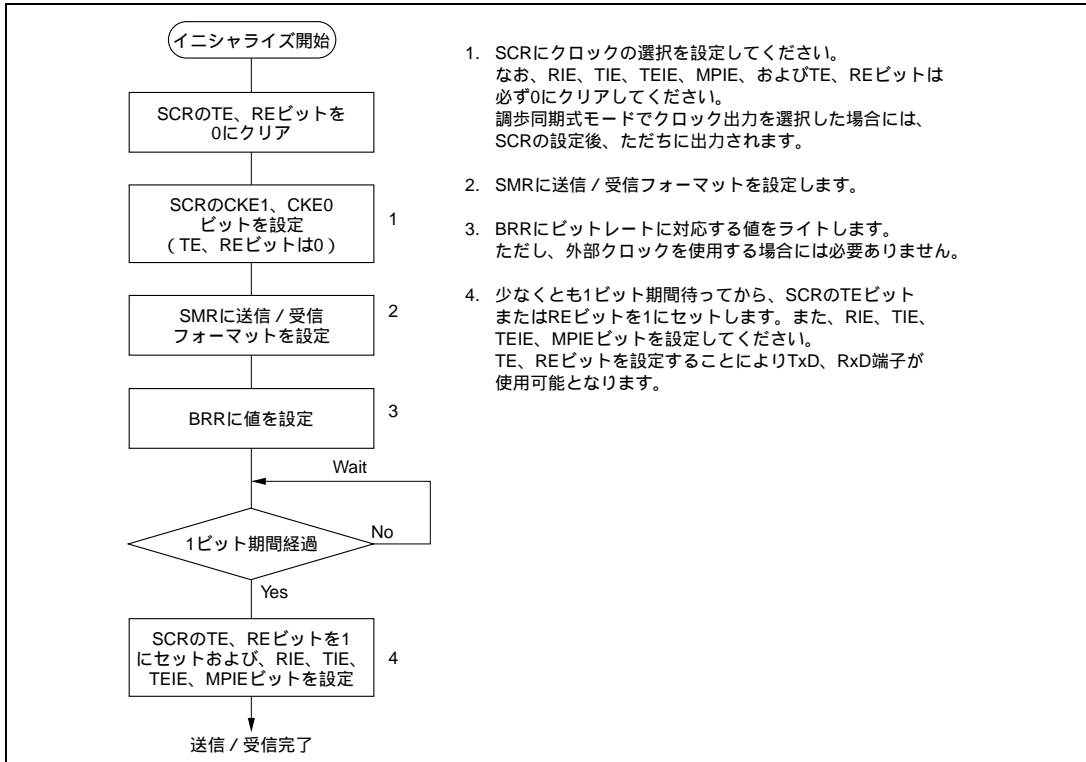 イニシャライズ開始
SCRのTE、REビットを
0にクリア
SCRのCKE1、CKE0
ビットを設定
（TE、REビットは0）
1
SMRに送信／受信
フォーマットを設定
2
BRRに値を設定
3
Wait
1ビット期間経過
No
Yes
SCRのTE、REビットを1
にセットおよび、RIE、TIE、
TEIE、MPIEビットを設定
4
送信／受信完了
1. SCRにクロックの選択を設定してください。
なお、RIE、TIE、TEIE、MPIE、およびTE、REビットは
必ず0にクリアしてください。
調歩同期式モードでクロック出力を選択した場合には、
SCRの設定後、ただちに出力されます。
2. SMRに送信／受信フォーマットを設定します。
3. BRRにビットレートに対応する値をライトします。
ただし、外部クロックを使用する場合には必要ありません。
4. 少なくとも1ビット期間待ってから、SCRのTEビット
またはREビットを1にセットします。また、RIE、TIE、
TEIE、MPIEビットを設定してください。
TE、REビットを設定することによりTxD、RxD端子が
使用可能となります。